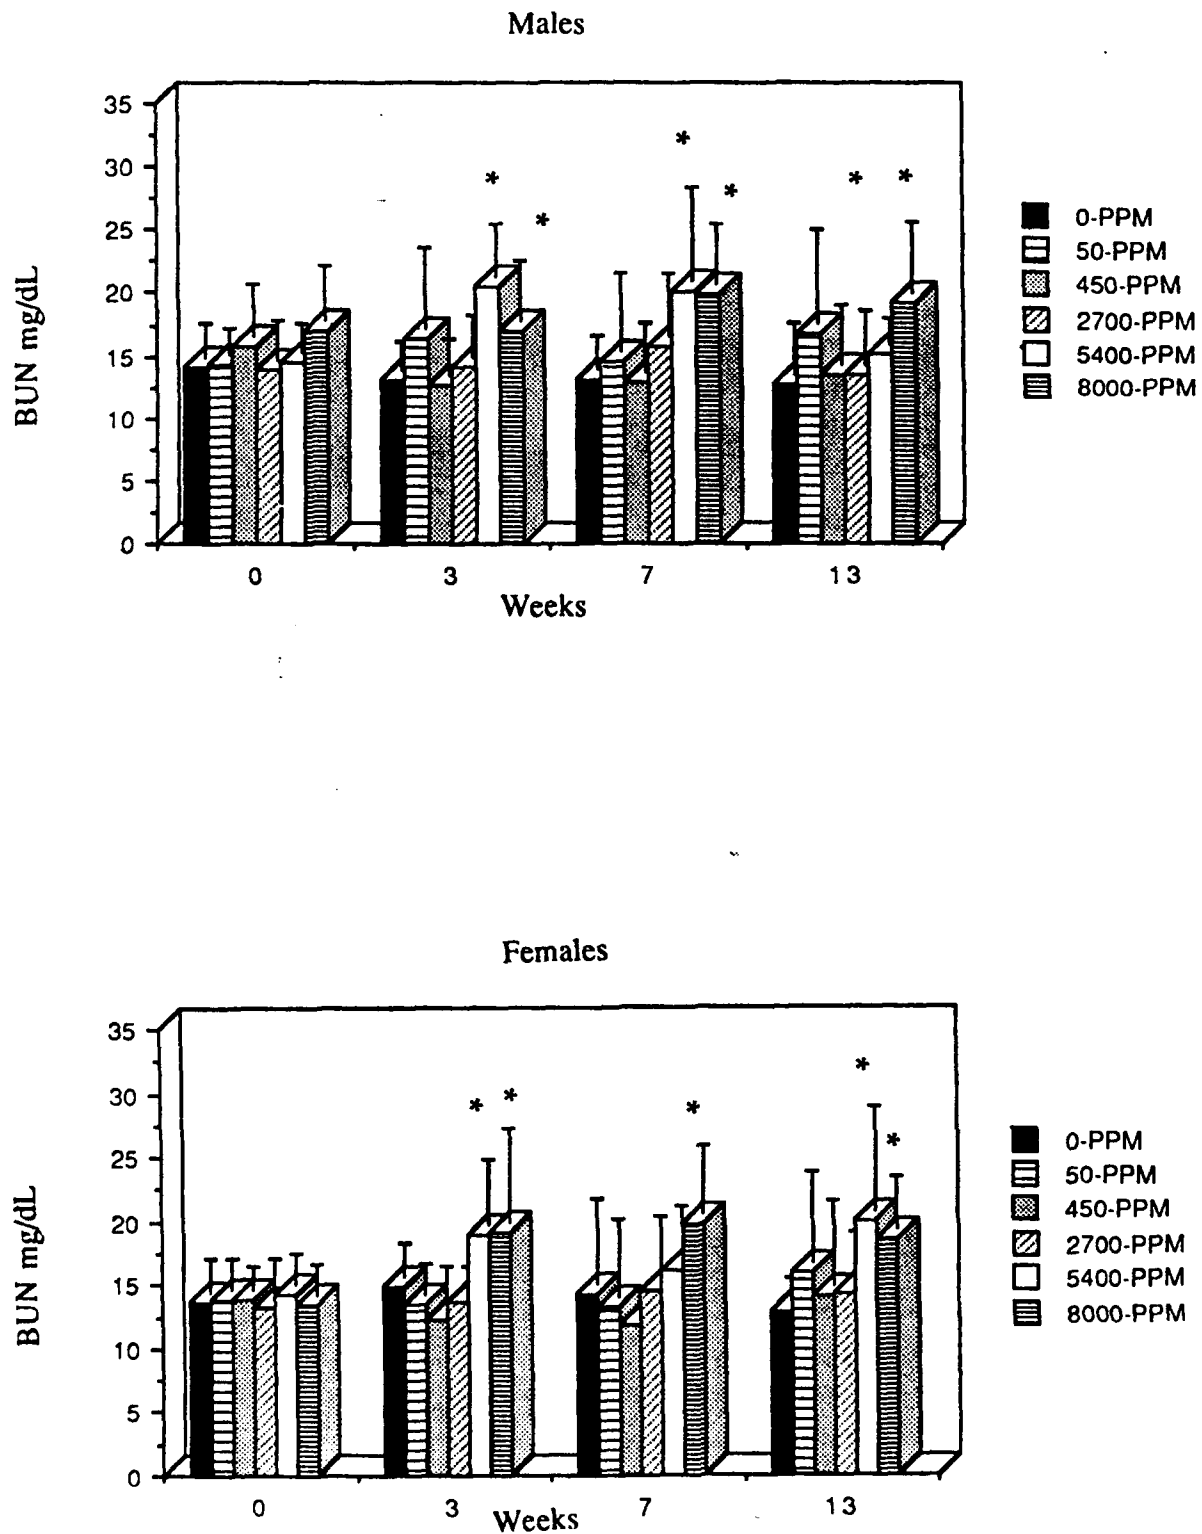 Males
35
30
25
20
15
10
5
0
BUN mg/dL
* * * * * *
0 3 7 13
Weeks
0-PPM
50-PPM
450-PPM
2700-PPM
5400-PPM
8000-PPM
Females
35
30
25
20
15
10
5
0
BUN mg/dL
* * * * *
0 3 7 13
Weeks
0-PPM
50-PPM
450-PPM
2700-PPM
5400-PPM
8000-PPM